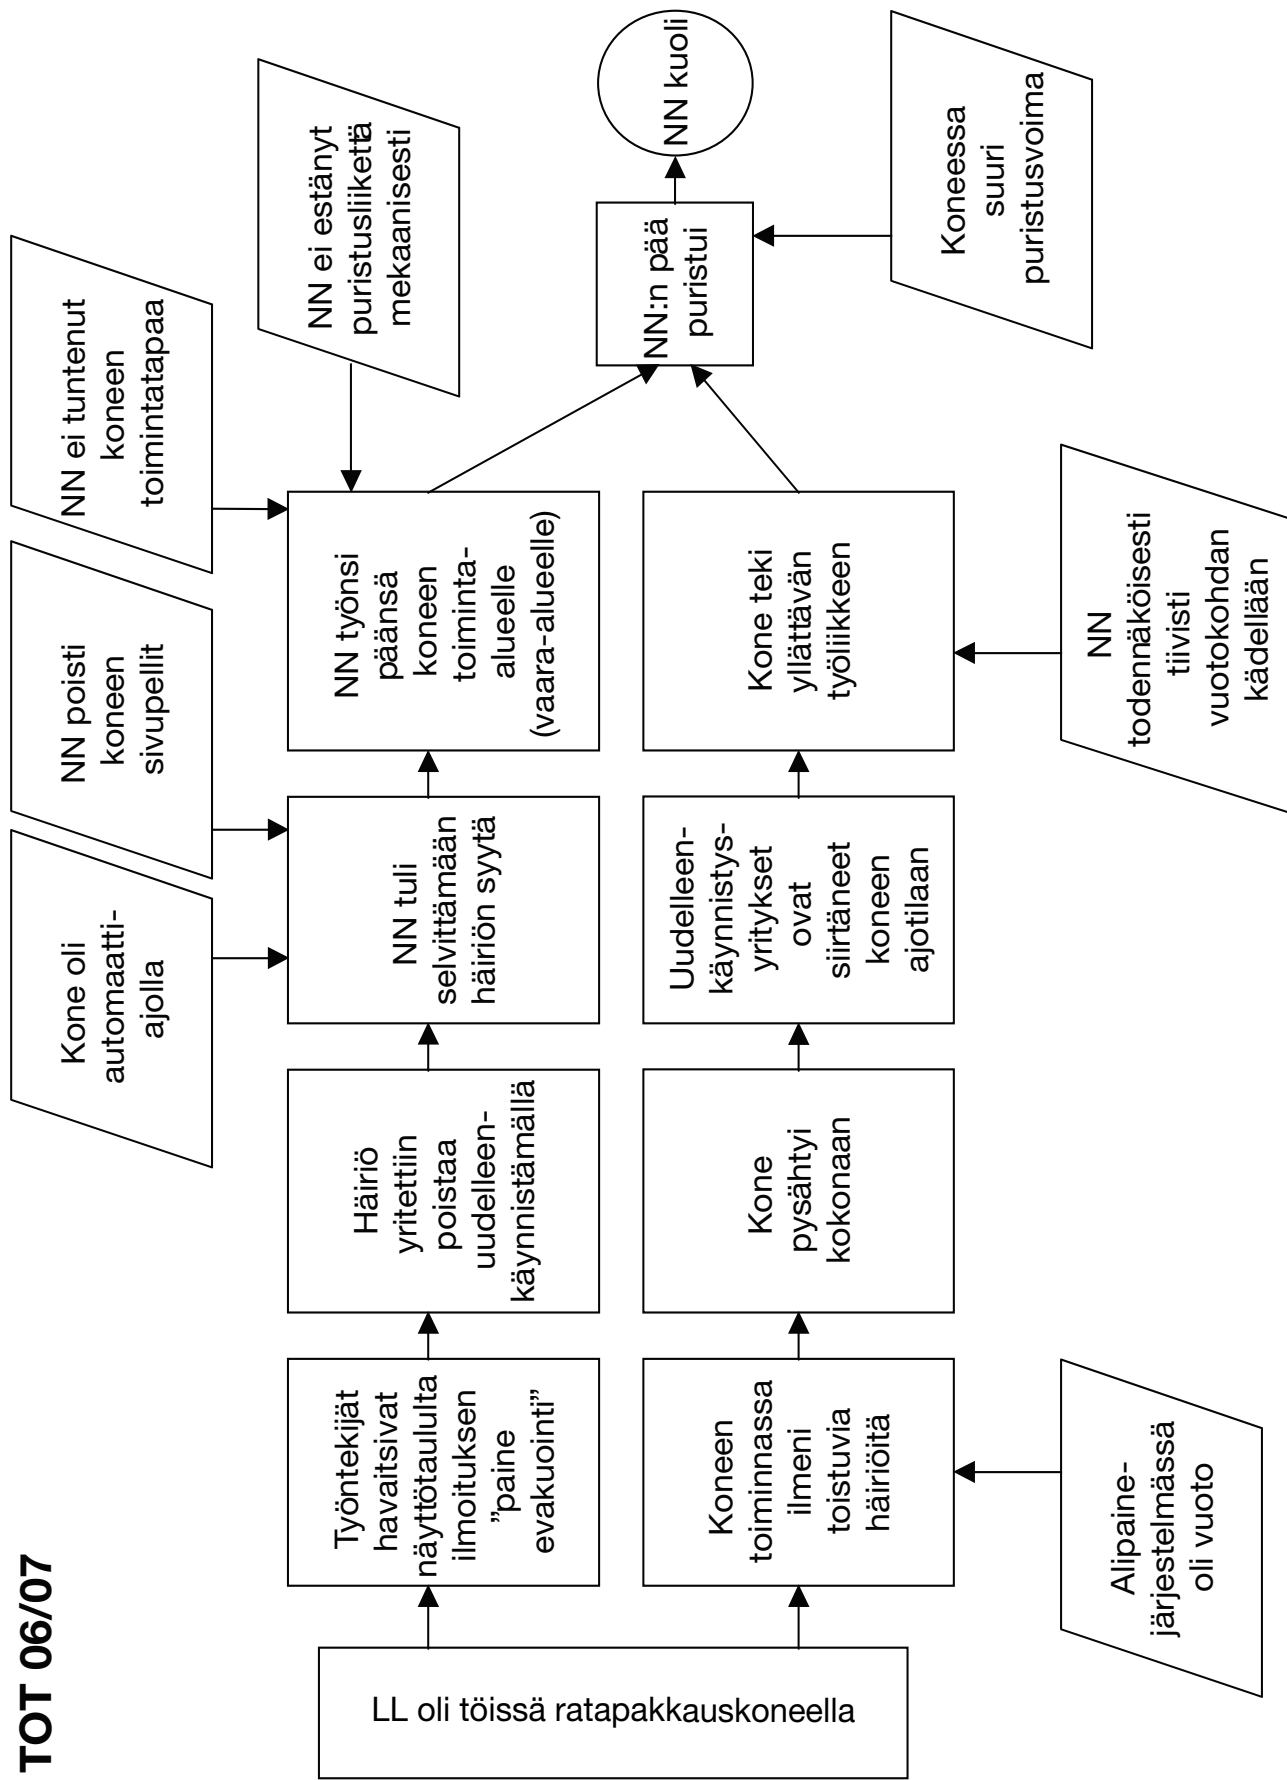 TOT 06/07
LL oli töissä ratapakkauskoneella
Työntekijät
havaitsivat
näyttötaululta
ilmoituksen
”paine
evakuointi”
Häiriö
yritettiin
poistaa
uudelleen-
käynnistämällä
Kone oli
automaatti-
ajolla
NN poisti
koneen
sivupellit
NN tuli
selvittämään
häiriön syytä
NN ei tuntenut
koneen
toimintatapaa
NN ei estänyt
puristusliikettä
mekaanisesti
NN työnsi
päänsä
koneen
toiminta-
alueelle
(vaara-alueelle)
Alipaine-
järjestelmässä
oli vuoto
Koneen
toiminnassa
ilmeni
toistuvia
häiriöitä
Kone
pysähtyi
kokonaan
Uudelleen-
käynnistys-
yritykset
ovat
siirtäneet
koneen
ajotilaan
Kone teki
yllättävän
työliikkeen
NN
todennäköisesti
tiivisti
vuotokohdan
kädellään
NN:n pää
puristui
Koneessa
suuri
puristusvoima
NN kuoli